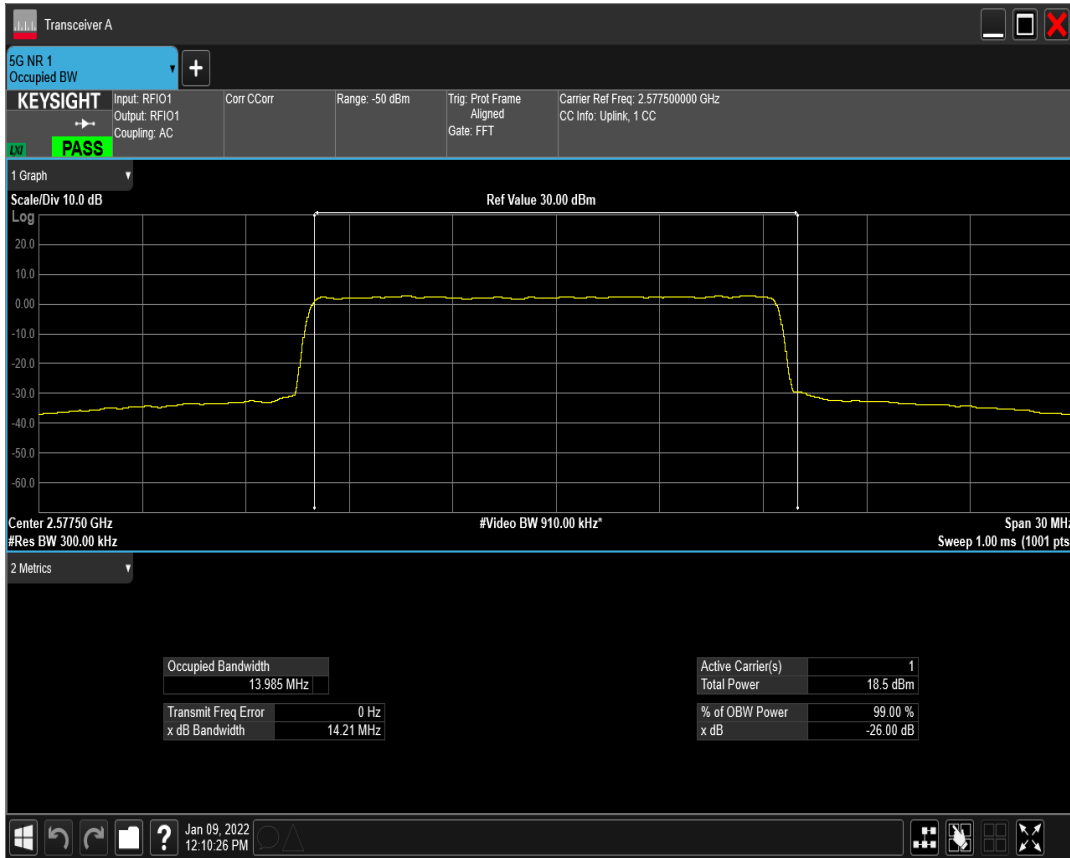 Transceiver A
5G NR 1
Occupied BW
+
KEYSIGHT
LXI
PASS
Input: RFIO1
Output: RFIO1
Coupling: AC
Corr CCorr
Range: -50 dBm
Trig: Prot Frame
Aligned
Gate: FFT
Carrier Ref Freq: 2.577500000 GHz
CC Info: Uplink, 1 CC
1 Graph
Scale/Div 10.0 dB
Ref Value 30.00 dBm
Log
20.0
10.0
0.00
-10.0
-20.0
-30.0
-40.0
-50.0
-60.0
Center 2.57750 GHz
#Video BW 910.00 kHz*
Span 30 MHz
#Res BW 300.00 kHz
Sweep 1.00 ms (1001 pts
2 Metrics
Occupied Bandwidth
13.985 MHz
Transmit Freq Error 0 Hz
x dB Bandwidth 14.21 MHz
Active Carrier(s) 1
Total Power 18.5 dBm
% of OBW Power 99.00 %
x dB -26.00 dB
?
Jan 09, 2022
12:10:26 PM